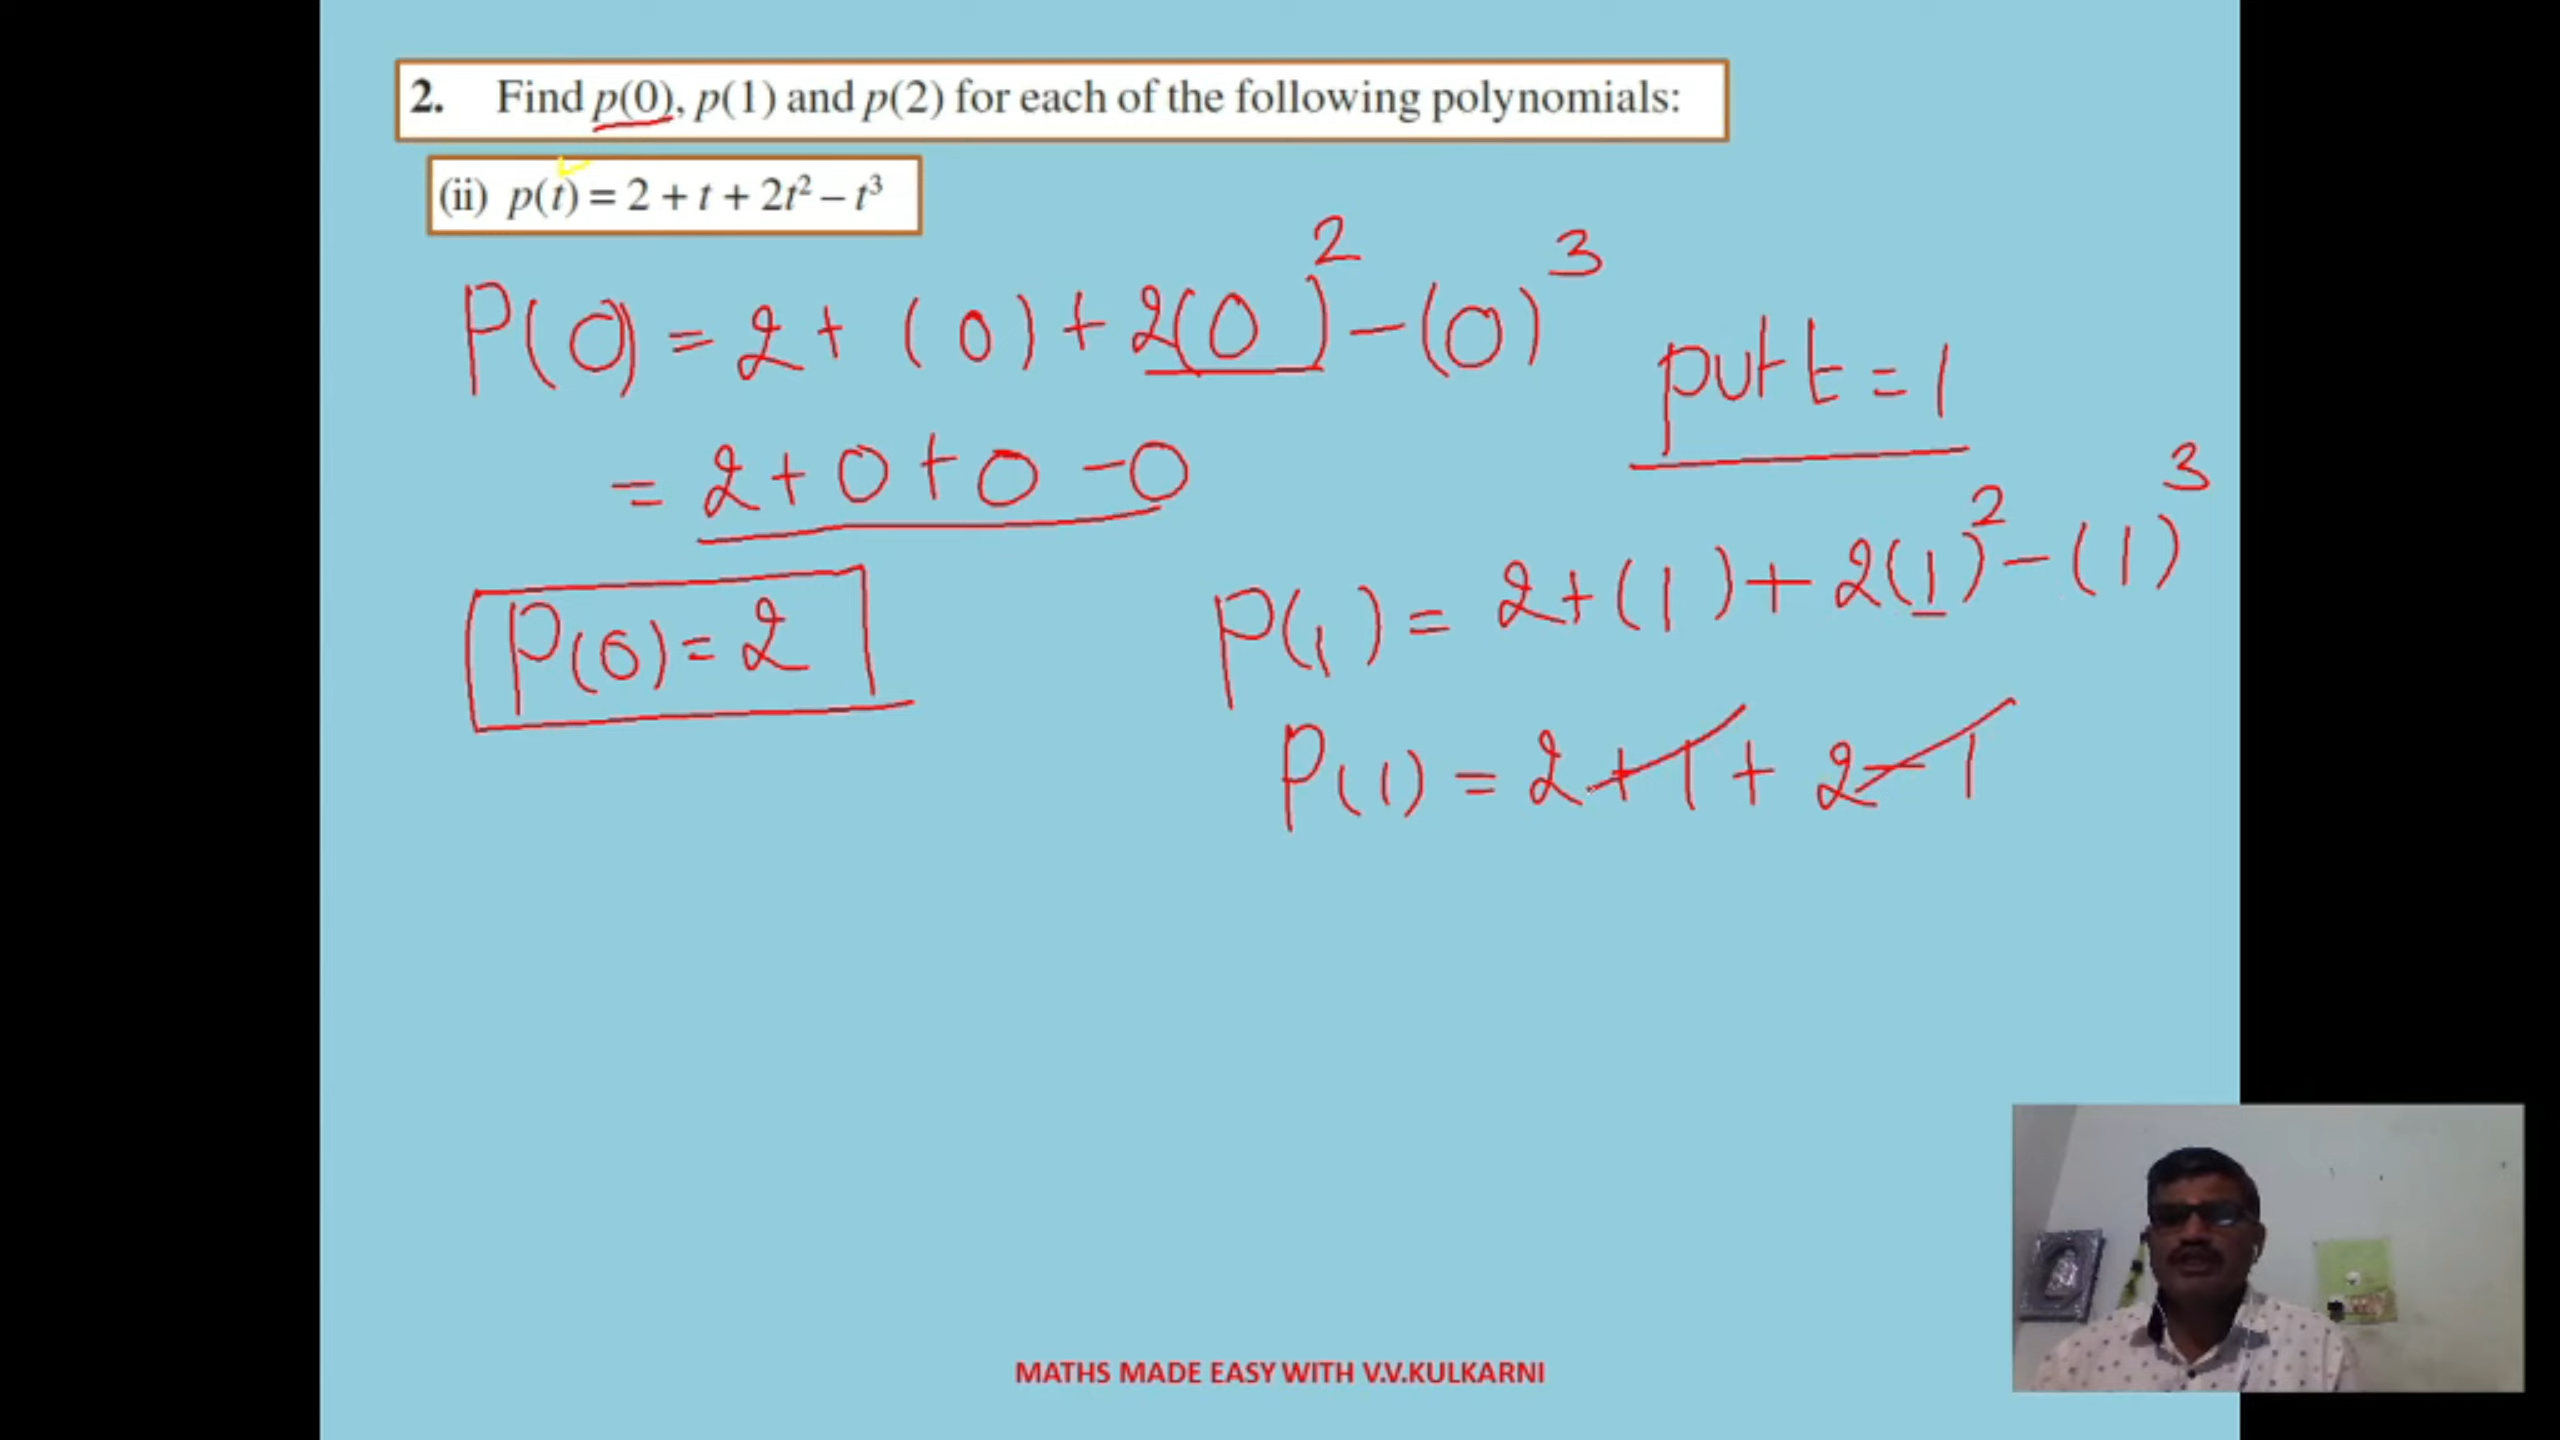 2. Find p(0), p(1) and p(2) for each of the following polynomials:
(ii) p(t) = 2 + t + 2t² – t³
P(0) = 2 + (0) + 2(0)² – (0)³
= 2 + 0 + 0 – 0
P(0) = 2
put t = 1
P(1) = 2 + (1) + 2(1)² – (1)³
P(1) = 2 + 1 + 2 – 1
MATHS MADE EASY WITH V.V.KULKARNI